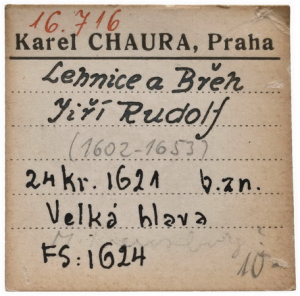 16.716
Karel CHAURA, Praha
Lehnice a Břeh
Jiří Rudolf
(1602-1653)
24 kr. 1621 b.zn.
Velká hlava
FS: 1624
10-